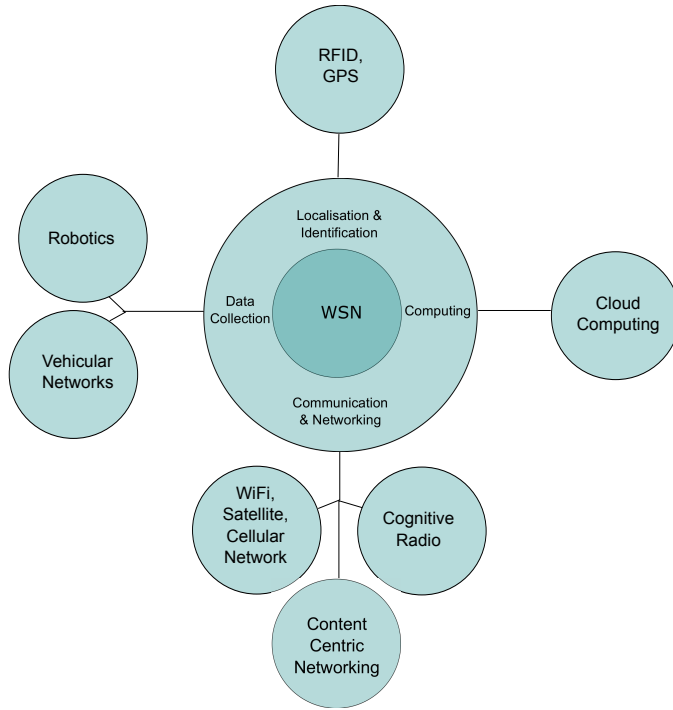 RFID,
GPS
Localisation &
Identification
Robotics
Data
Collection
WSN
Computing
Cloud
Computing
Vehicular
Networks
Communication
& Networking
WiFi,
Satellite,
Cellular
Network
Cognitive
Radio
Content
Centric
Networking